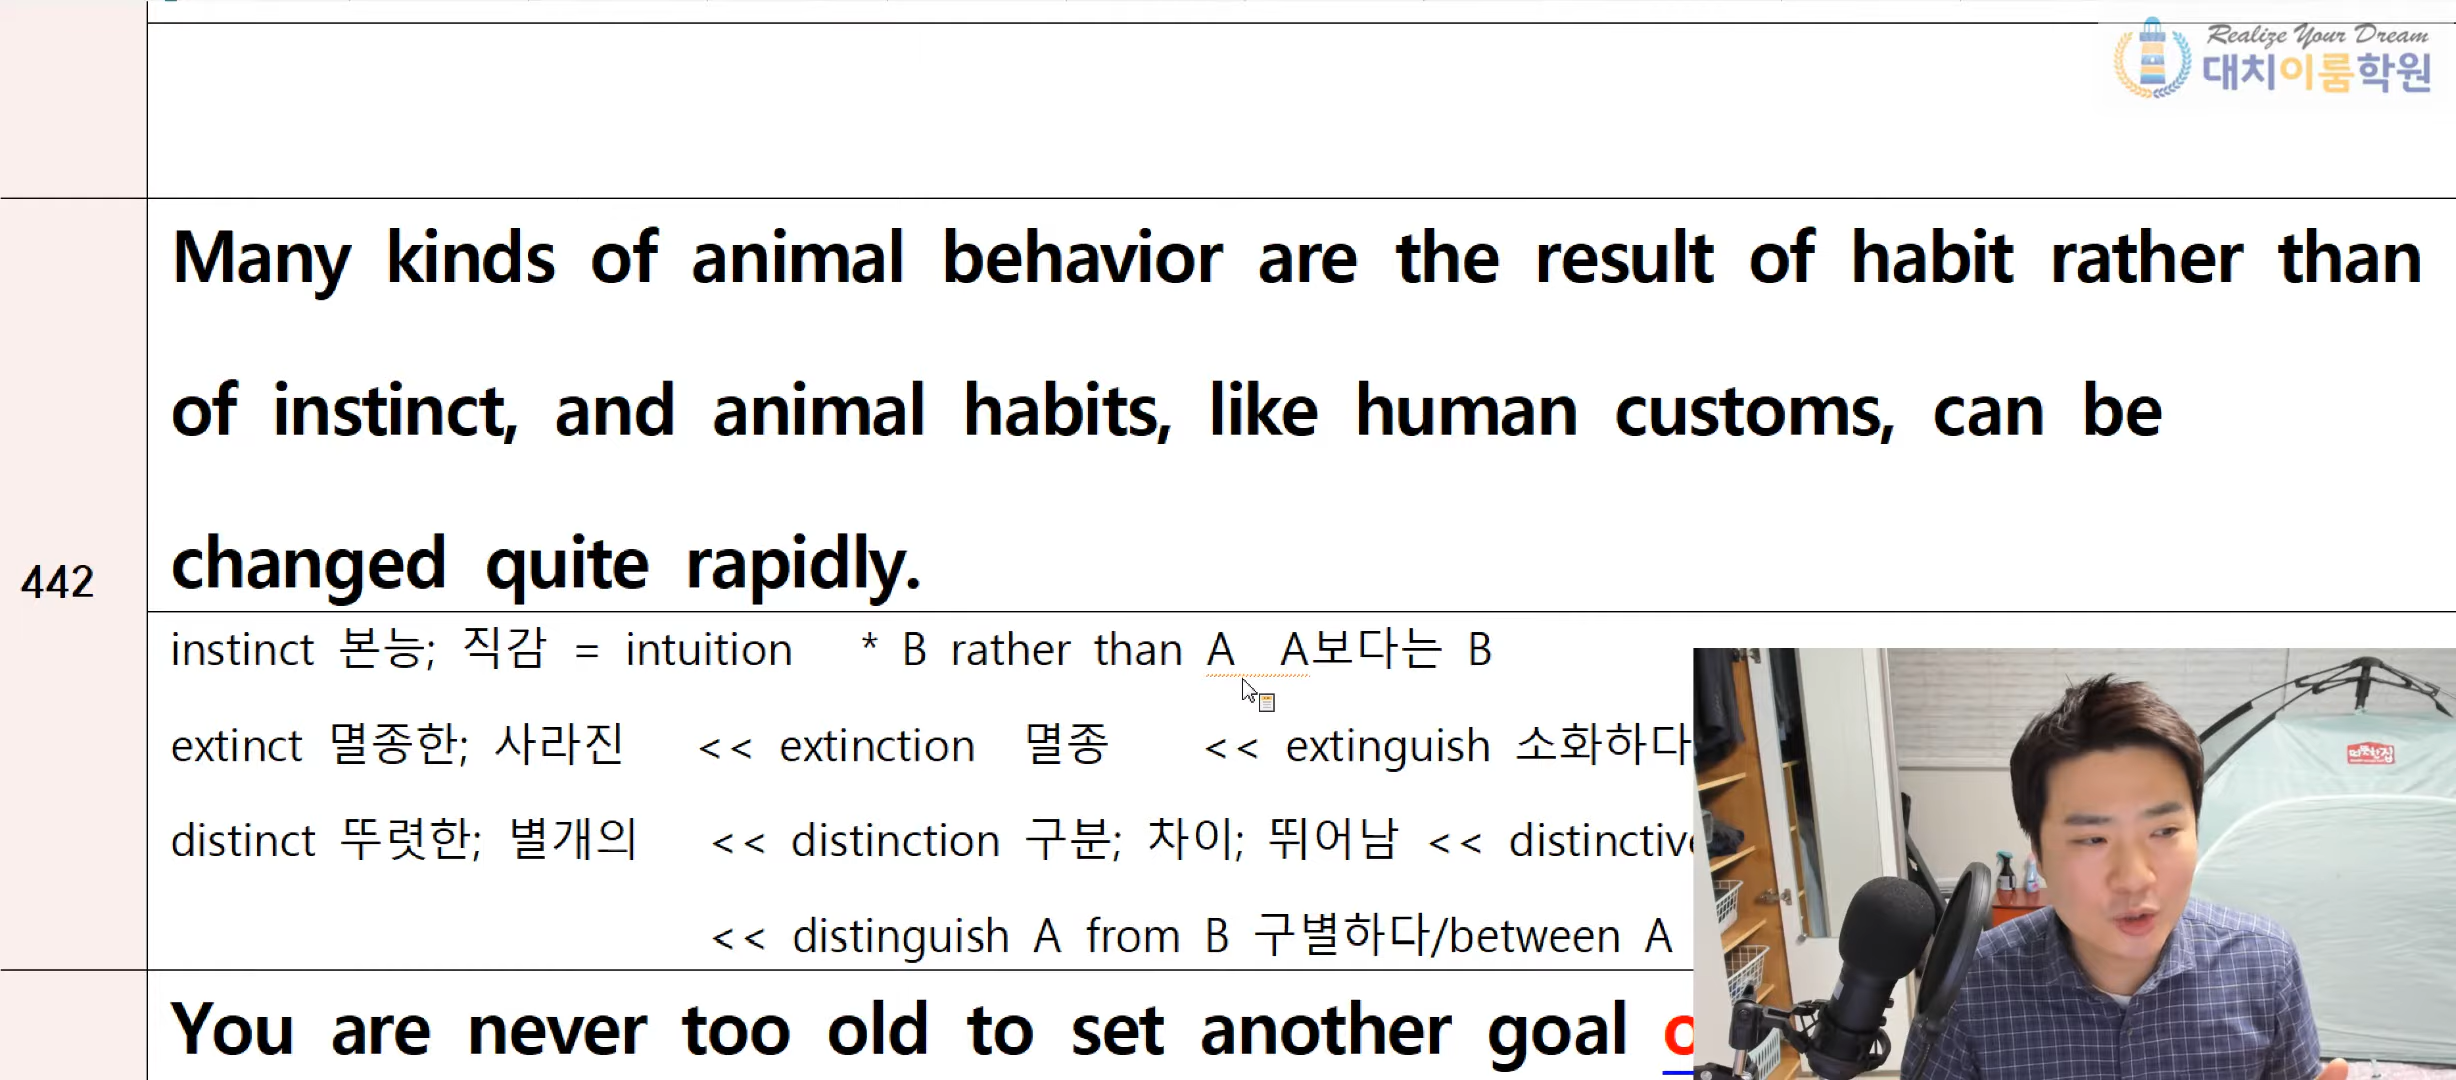 Realize Your Dream
대치이룸학원
Many kinds of animal behavior are the result of habit rather than
of instinct, and animal habits, like human customs, can be
changed quite rapidly.
442
instinct 본능; 직감 = intuition * B rather than A A보다는 B
extinct 멸종한; 사라진 << extinction 멸종 << extinguish 소화하다
distinct 뚜렷한; 별개의 << distinction 구분; 차이; 뛰어남 << distinctive
<< distinguish A from B 구별하다/between A
You are never too old to set another goal